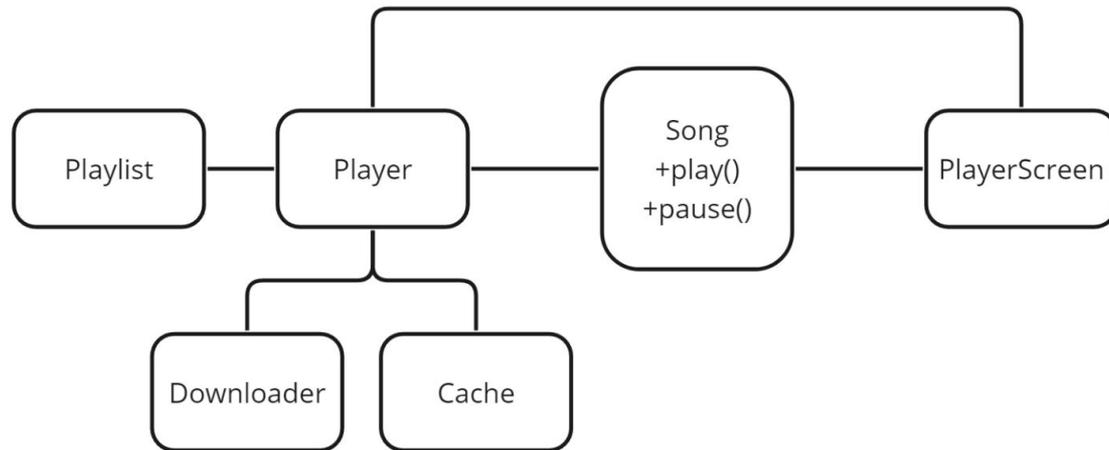 Playlist
Player
Song
+play()
+pause()
PlayerScreen
Downloader
Cache